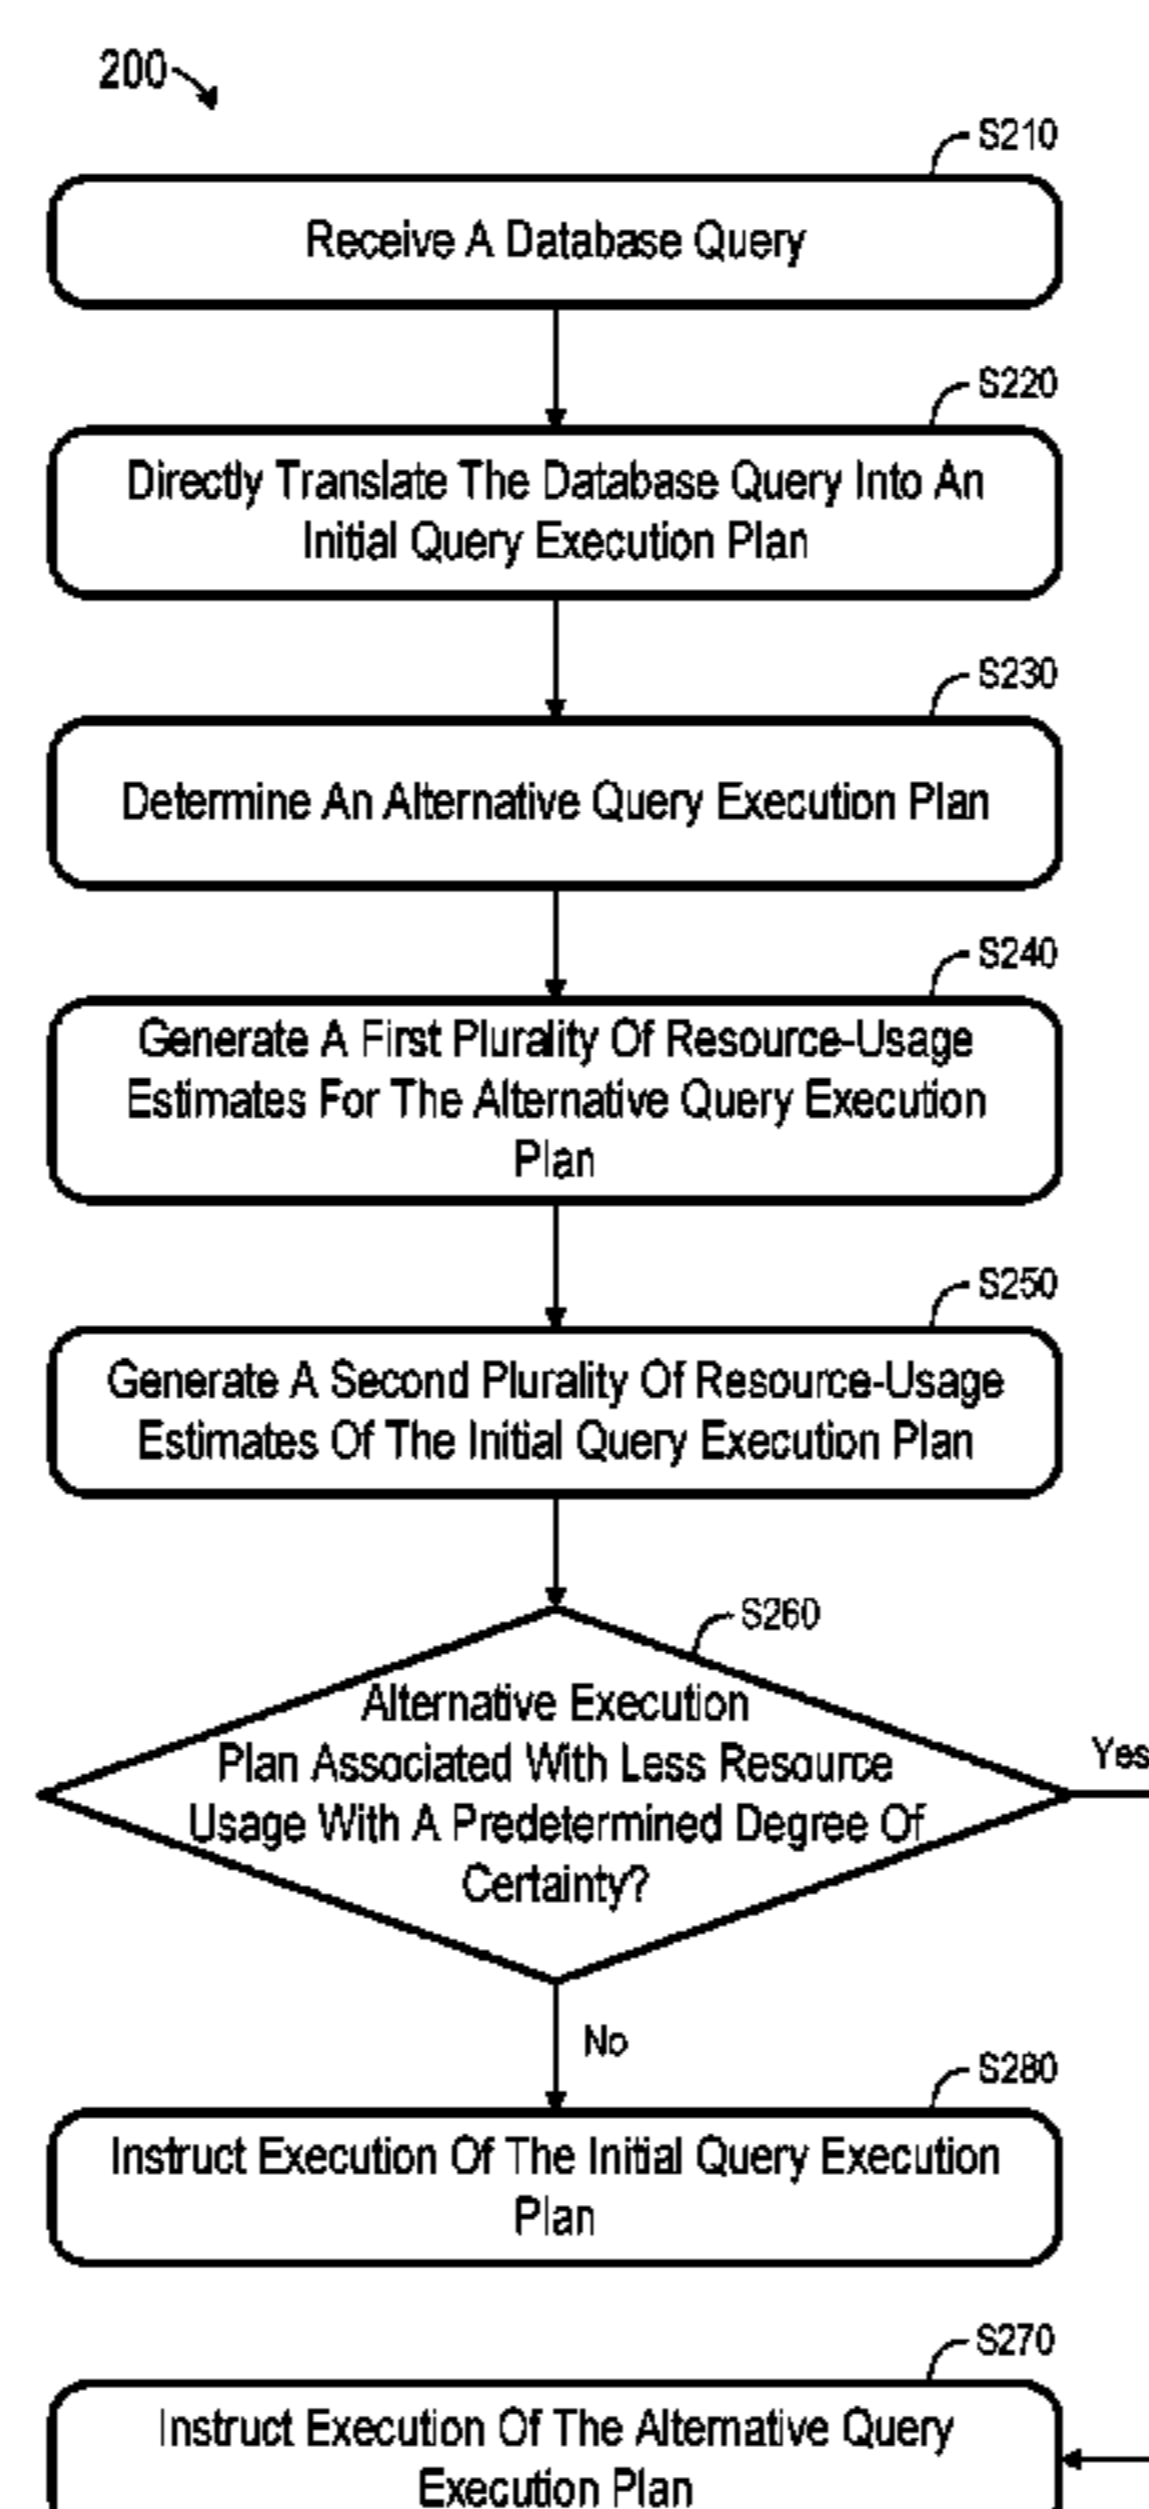 200
S210
Receive A Database Query
S220
Directly Translate The Database Query Into An
Initial Query Execution Plan
S230
Determine An Alternative Query Execution Plan
S240
Generate A First Plurality Of Resource-Usage
Estimates For The Alternative Query Execution
Plan
S250
Generate A Second Plurality Of Resource-Usage
Estimates Of The Initial Query Execution Plan
S260
Alternative Execution
Plan Associated With Less Resource
Usage With A Predetermined Degree Of
Certainty?
Yes
No
S280
Instruct Execution Of The Initial Query Execution
Plan
S270
Instruct Execution Of The Alternative Query
Execution Plan